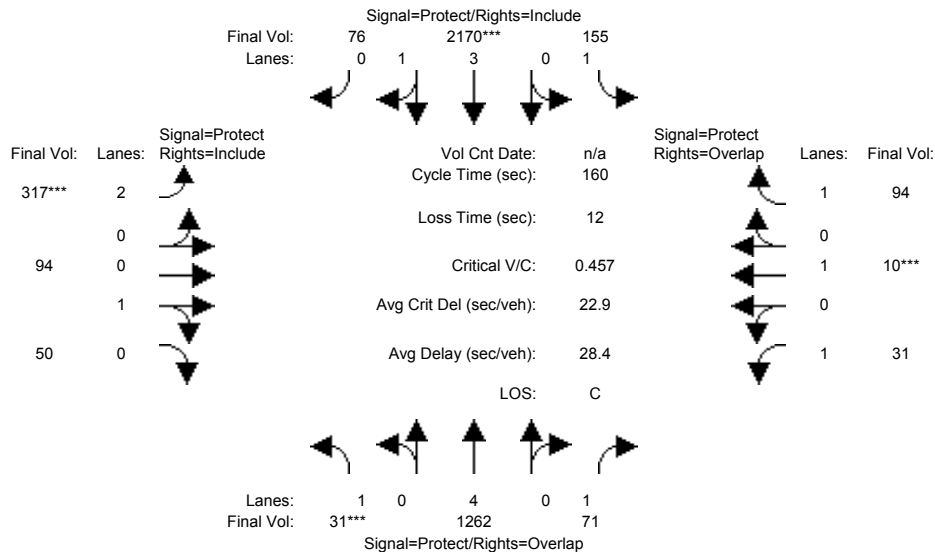 Signal=Protect/Rights=Include
Final Vol: 76 2170*** 155
Lanes: 0 1 3 0 1
Signal=Protect
Final Vol: Lanes: Rights=Include
Vol Cnt Date: n/a
Signal=Protect
Rights=Overlap Lanes: Final Vol:
Cycle Time (sec): 160
317*** 2
1 94
Loss Time (sec): 12
0
0
94 0
Critical V/C: 0.457
1 10***
1
Avg Crit Del (sec/veh): 22.9
0
50 0
Avg Delay (sec/veh): 28.4
1 31
LOS: C
Lanes: 1 0 4 0 1
Final Vol: 31*** 1262 71
Signal=Protect/Rights=Overlap